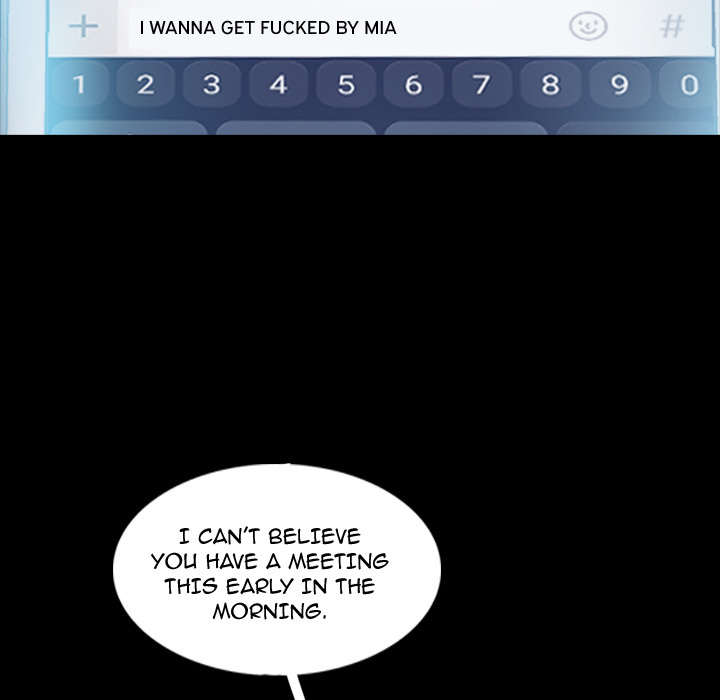 + I WANNA GET FUCKED BY MIA #
1 2 3 4 5 6 7 8 9 0
I CAN'T BELIEVE
YOU HAVE A MEETING
THIS EARLY IN THE
MORNING.